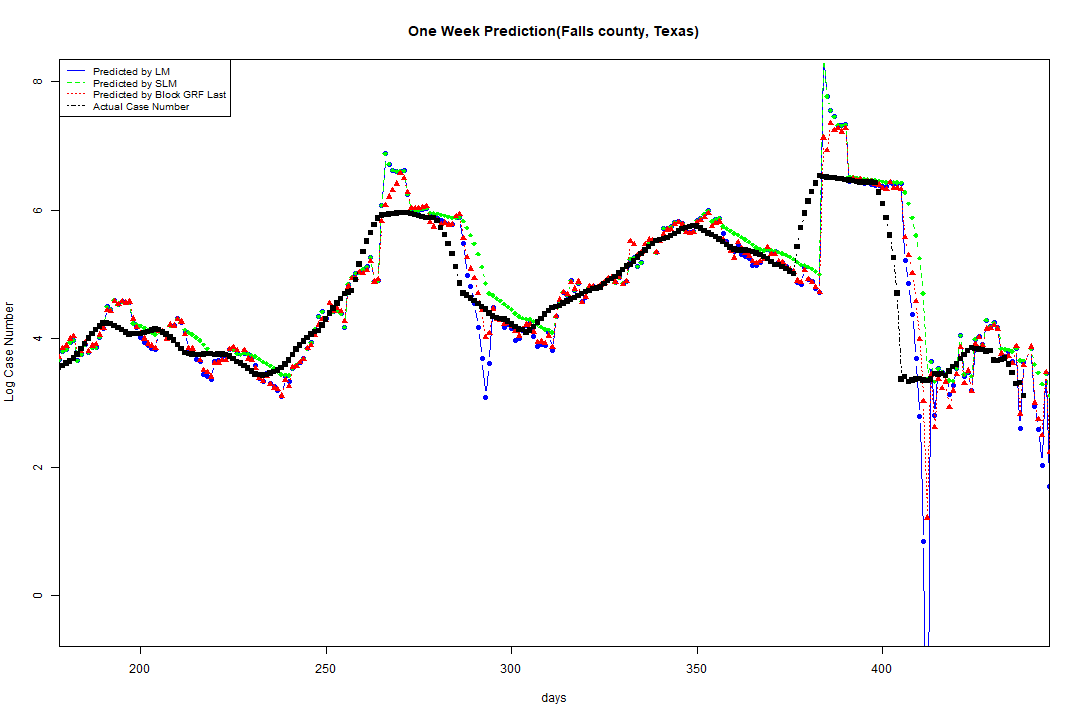 One Week Prediction(Falls county, Texas)
Predicted by LM
Predicted by SLM
Predicted by Block GRF Last
Actual Case Number
Log Case Number
8
6
4
2
0
200 250 300 350 400
days